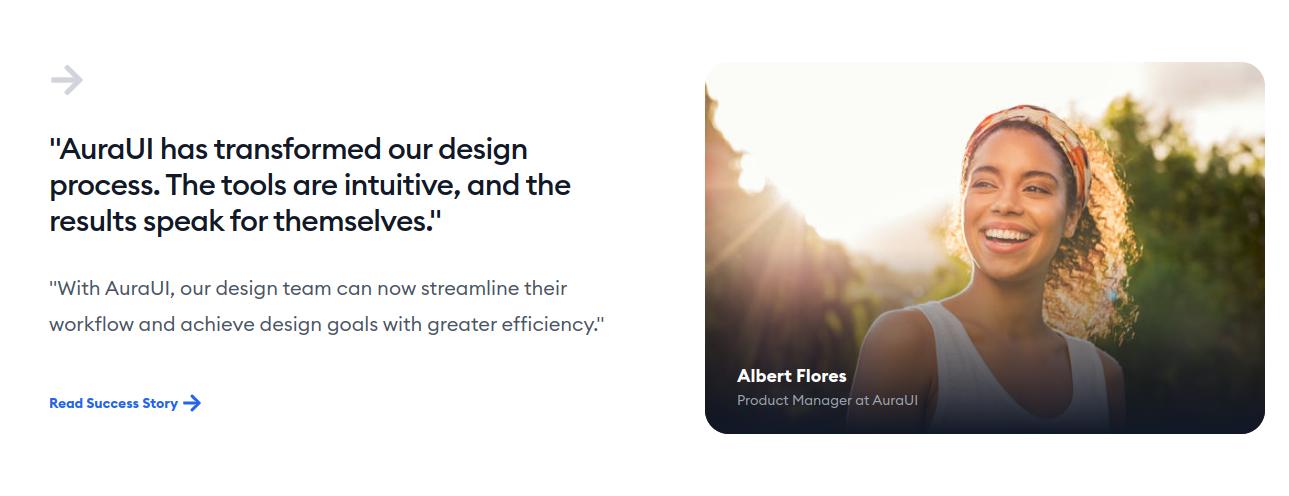 "AuraUI has transformed our design
process. The tools are intuitive, and the
results speak for themselves."
"With AuraUI, our design team can now streamline their
workflow and achieve design goals with greater efficiency."
Read Success Story
Albert Flores
Product Manager at AuraUI